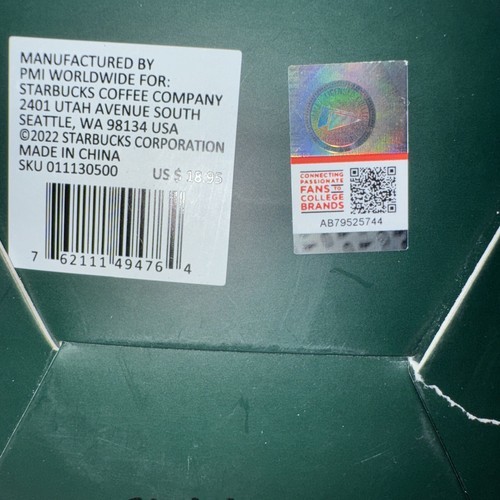 MANUFACTURED BY
PMI WORLDWIDE FOR:
STARBUCKS COFFEE COMPANY
2401 UTAH AVENUE SOUTH
SEATTLE, WA 98134 USA
©2022 STARBUCKS CORPORATION
MADE IN CHINA
SKU 011130500 US $ 18.95
7 62111 49476 4
CONNECTING
PASSIONATE
FANS TO
COLLEGE
BRANDS
AB79525744